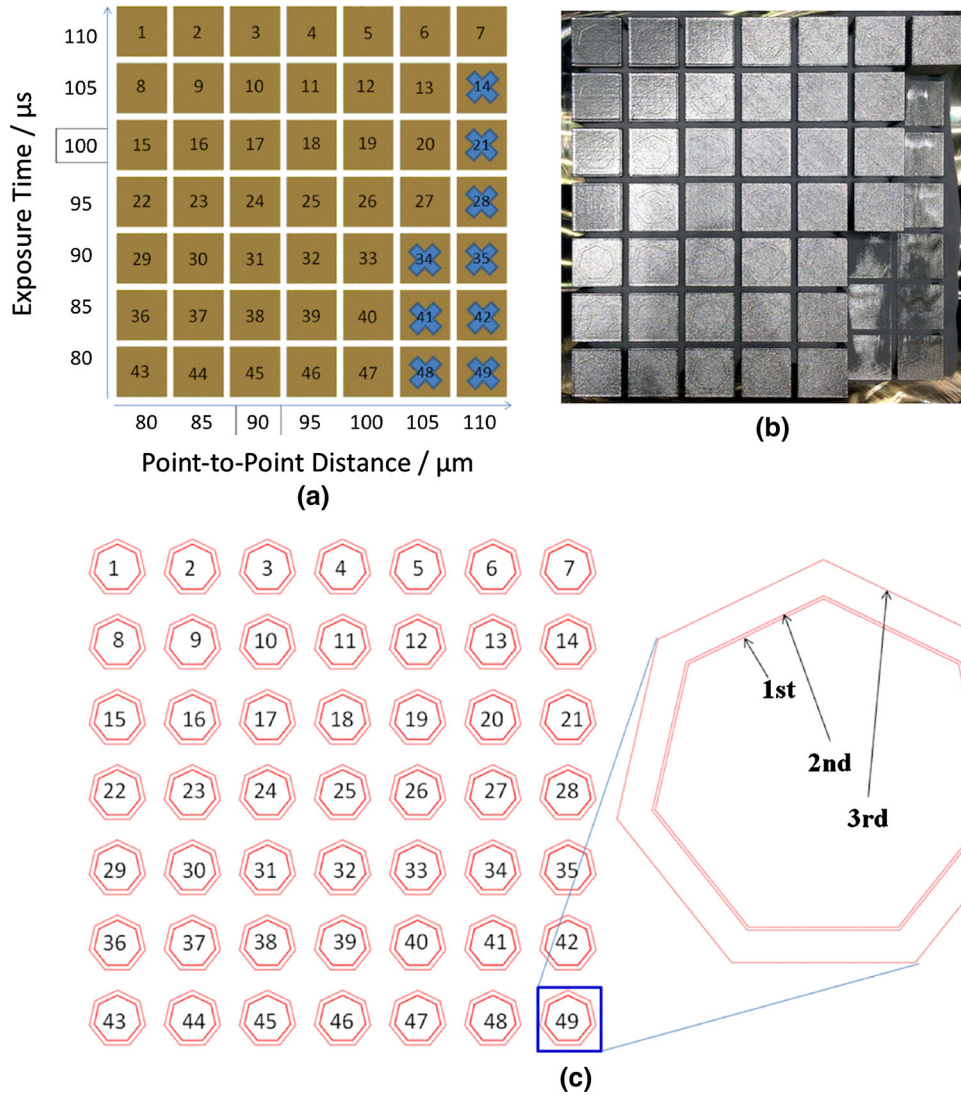 110 1 2 3 4 5 6 7
105 8 9 10 11 12 13 14
100 15 16 17 18 19 20 21
95 22 23 24 25 26 27 28
90 29 30 31 32 33 34 35
85 36 37 38 39 40 41 42
80 43 44 45 46 47 48 49
Exposure Time / μs
80 85 90 95 100 105 110
Point-to-Point Distance / μm
(a)
(b)
1 2 3 4 5 6 7
8 9 10 11 12 13 14
15 16 17 18 19 20 21
22 23 24 25 26 27 28
29 30 31 32 33 34 35
36 37 38 39 40 41 42
43 44 45 46 47 48 49
1st
2nd
3rd
(c)